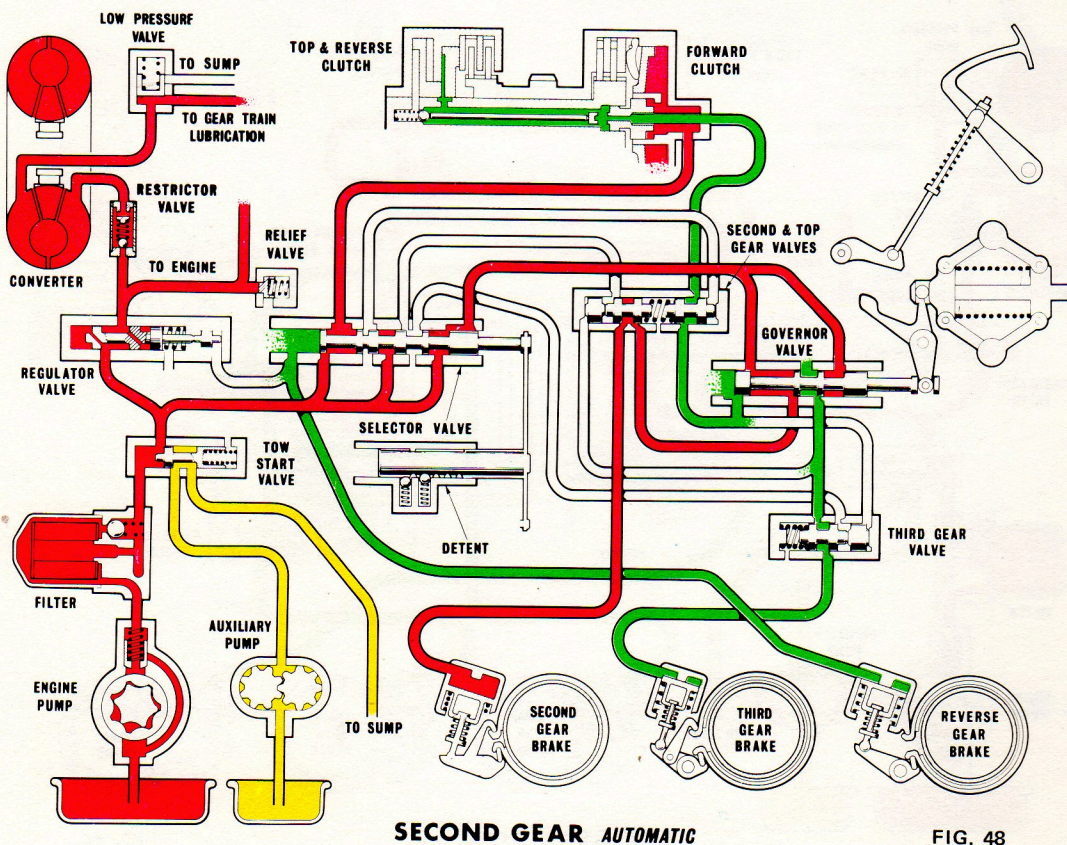 LOW PRESSURE
VALVE
TO SUMP
TO GEAR TRAIN
LUBRICATION
TOP & REVERSE
CLUTCH
FORWARD
CLUTCH
RESTRICTOR
VALVE
CONVERTER
TO ENGINE
RELIEF
VALVE
SECOND & TOP
GEAR VALVES
REGULATOR
VALVE
GOVERNOR
VALVE
SELECTOR VALVE
TOW
START
VALVE
DETENT
THIRD GEAR
VALVE
FILTER
AUXILIARY
PUMP
ENGINE
PUMP
TO SUMP
SECOND
GEAR
BRAKE
THIRD
GEAR
BRAKE
REVERSE
GEAR
BRAKE
SECOND GEAR AUTOMATIC
FIG. 48